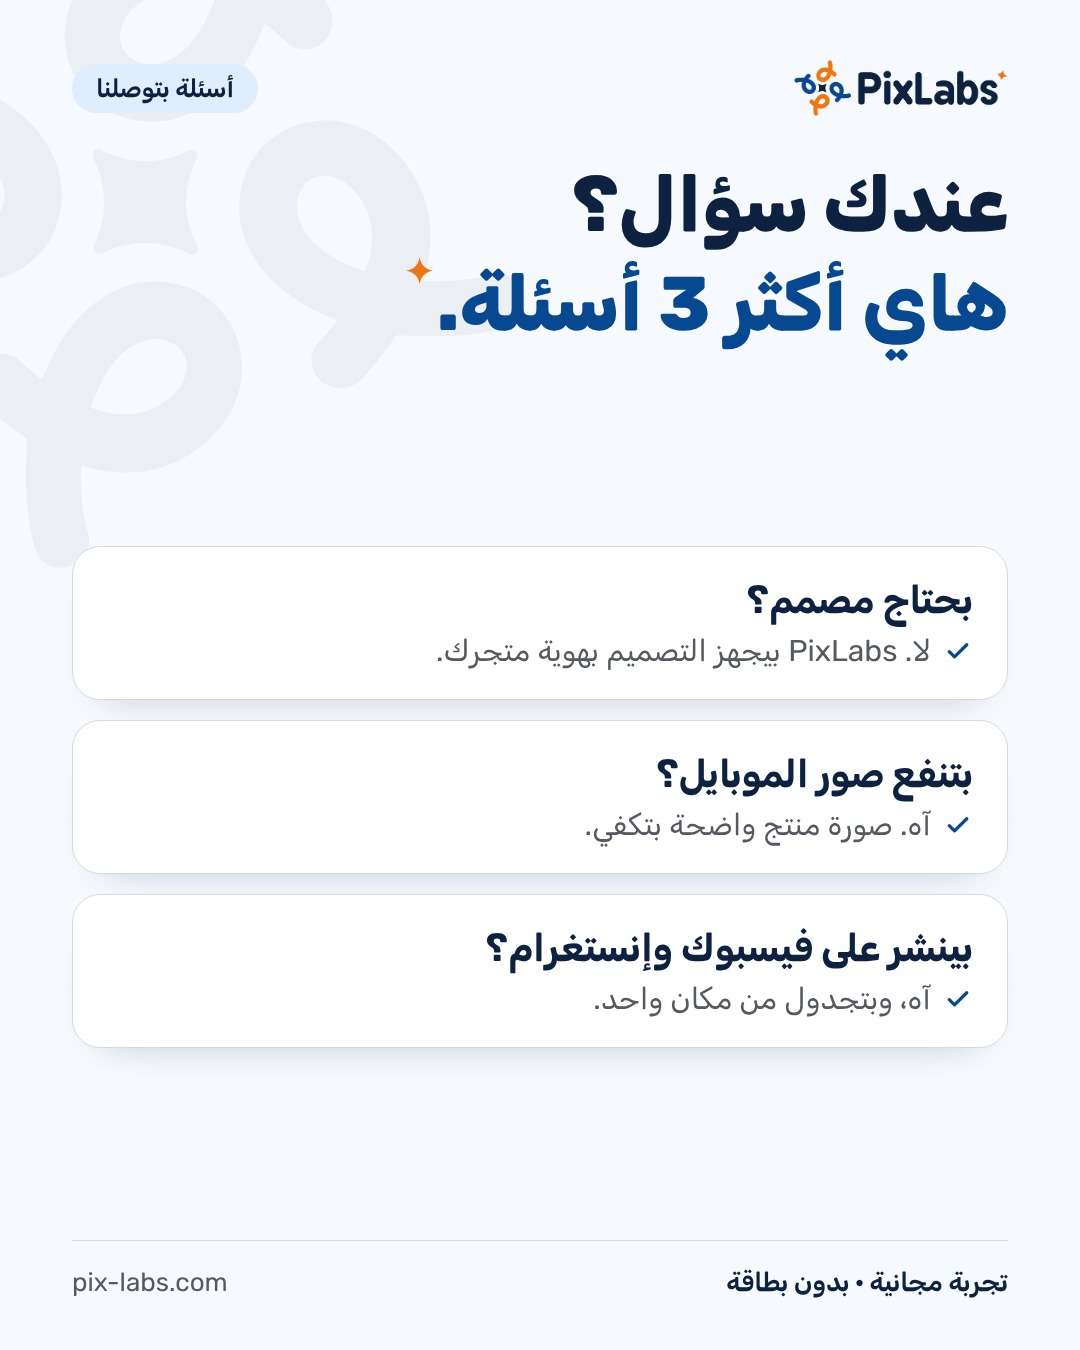 PixLabs
أسئلة بتوصلنا
عندك سؤال؟
هاي أكثر 3 أسئلة.
بحتاج مصمم؟
لا. PixLabs بيجهز التصميم بهوية متجرك.
بتنفع صور الموبايل؟
آه. صورة منتج واضحة بتكفي.
بينشر على فيسبوك وإنستغرام؟
آه، وبتجدول من مكان واحد.
تجربة مجانية • بدون بطاقة
pix-labs.com